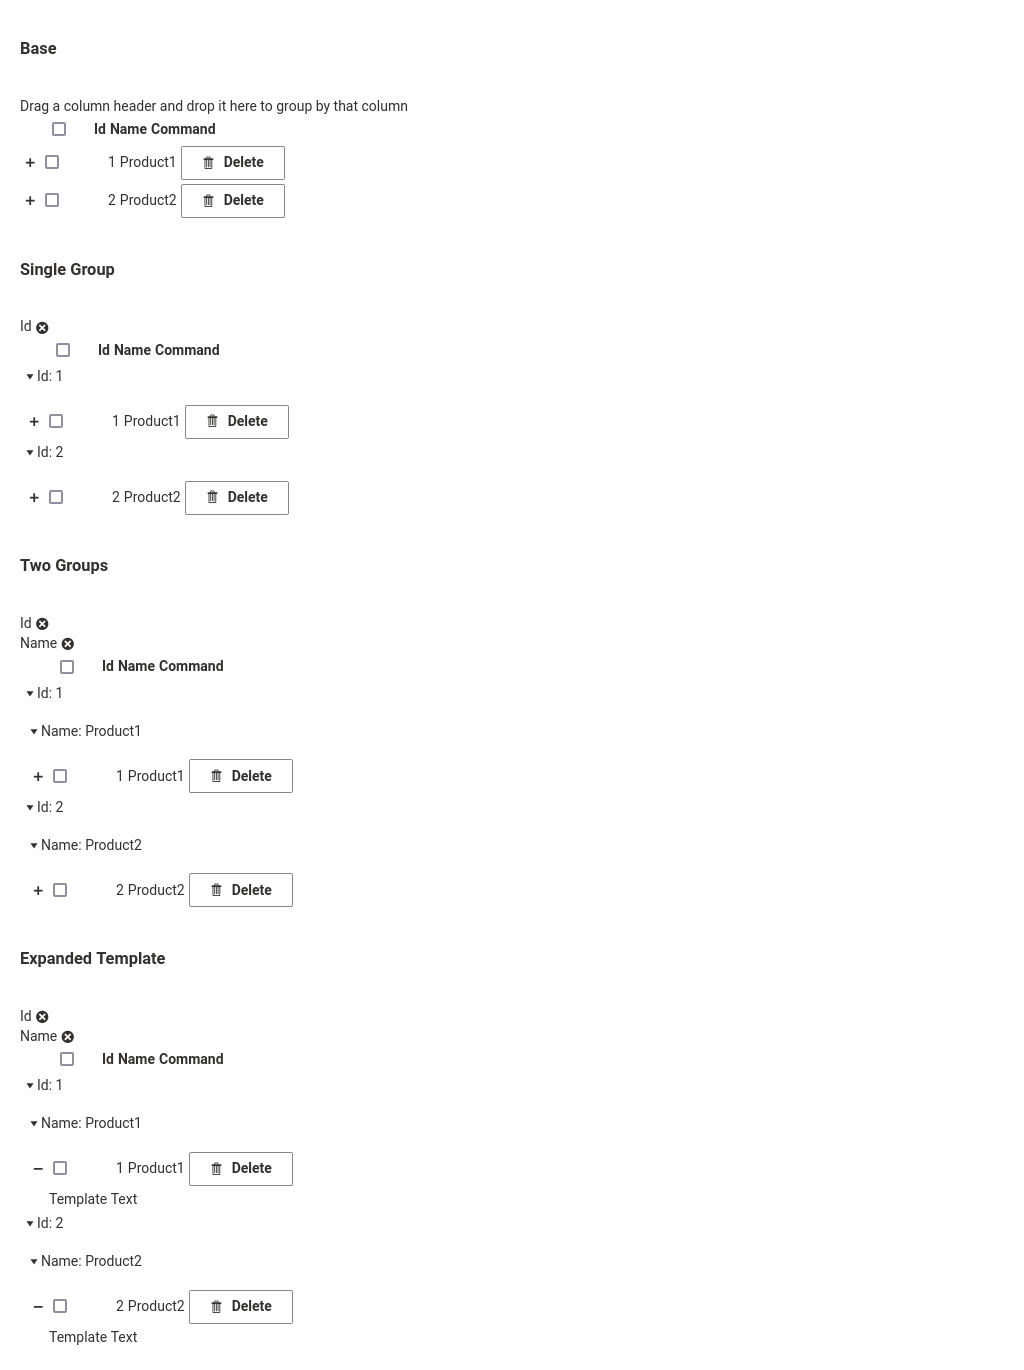 Base
Drag a column header and drop it here to group by that column
Id Name Command
1 Product1 Delete
2 Product2 Delete
Single Group
Id
Id Name Command
Id: 1
1 Product1 Delete
Id: 2
2 Product2 Delete
Two Groups
Id
Name
Id Name Command
Id: 1
Name: Product1
1 Product1 Delete
Id: 2
Name: Product2
2 Product2 Delete
Expanded Template
Id
Name
Id Name Command
Id: 1
Name: Product1
1 Product1 Delete
Template Text
Id: 2
Name: Product2
2 Product2 Delete
Template Text